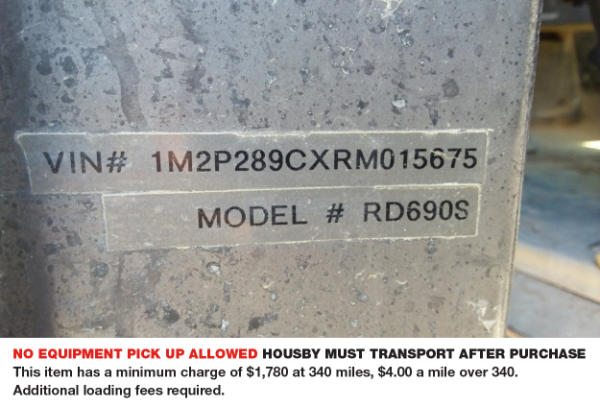 VIN# 1M2P289CXRM015675
MODEL # RD690S
NO EQUIPMENT PICK UP ALLOWED HOUSBY MUST TRANSPORT AFTER PURCHASE
This item has a minimum charge of $1,780 at 340 miles, $4.00 a mile over 340.
Additional loading fees required.